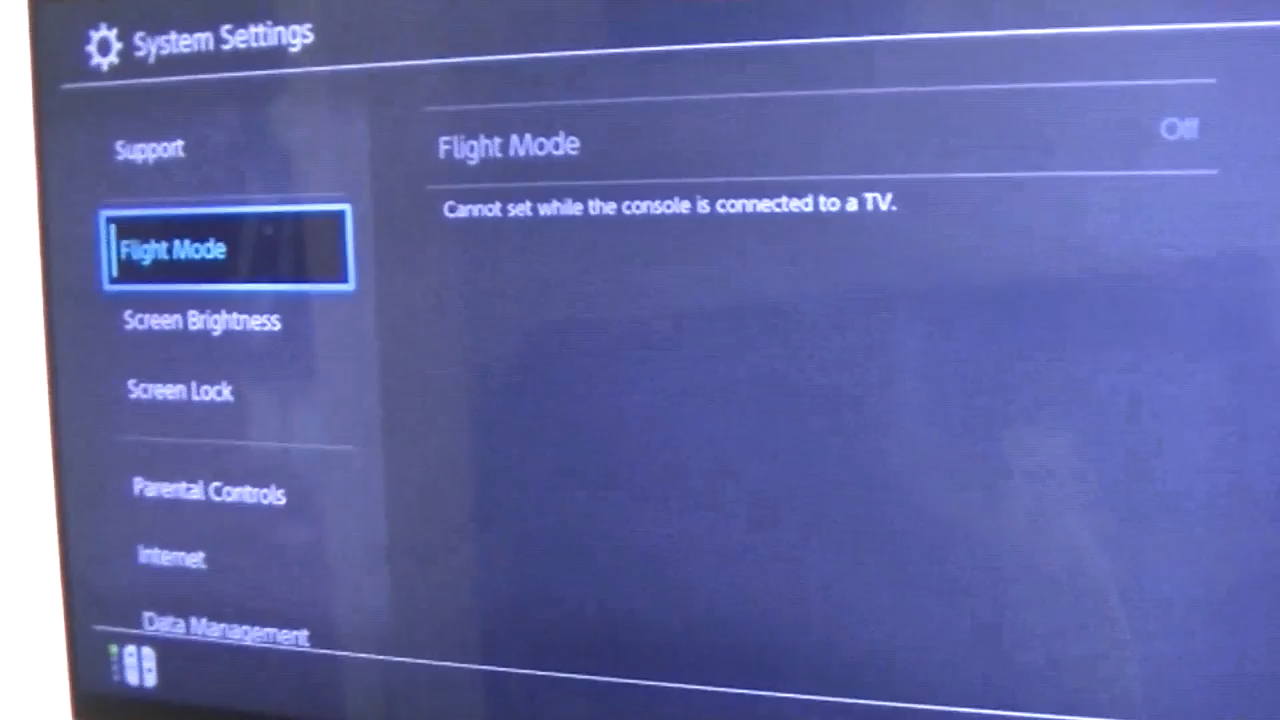 System Settings
Support
Flight Mode
Screen Brightness
Screen Lock
Parental Controls
Internet
Data Management
Flight Mode
Off
Cannot set while the console is connected to a TV.